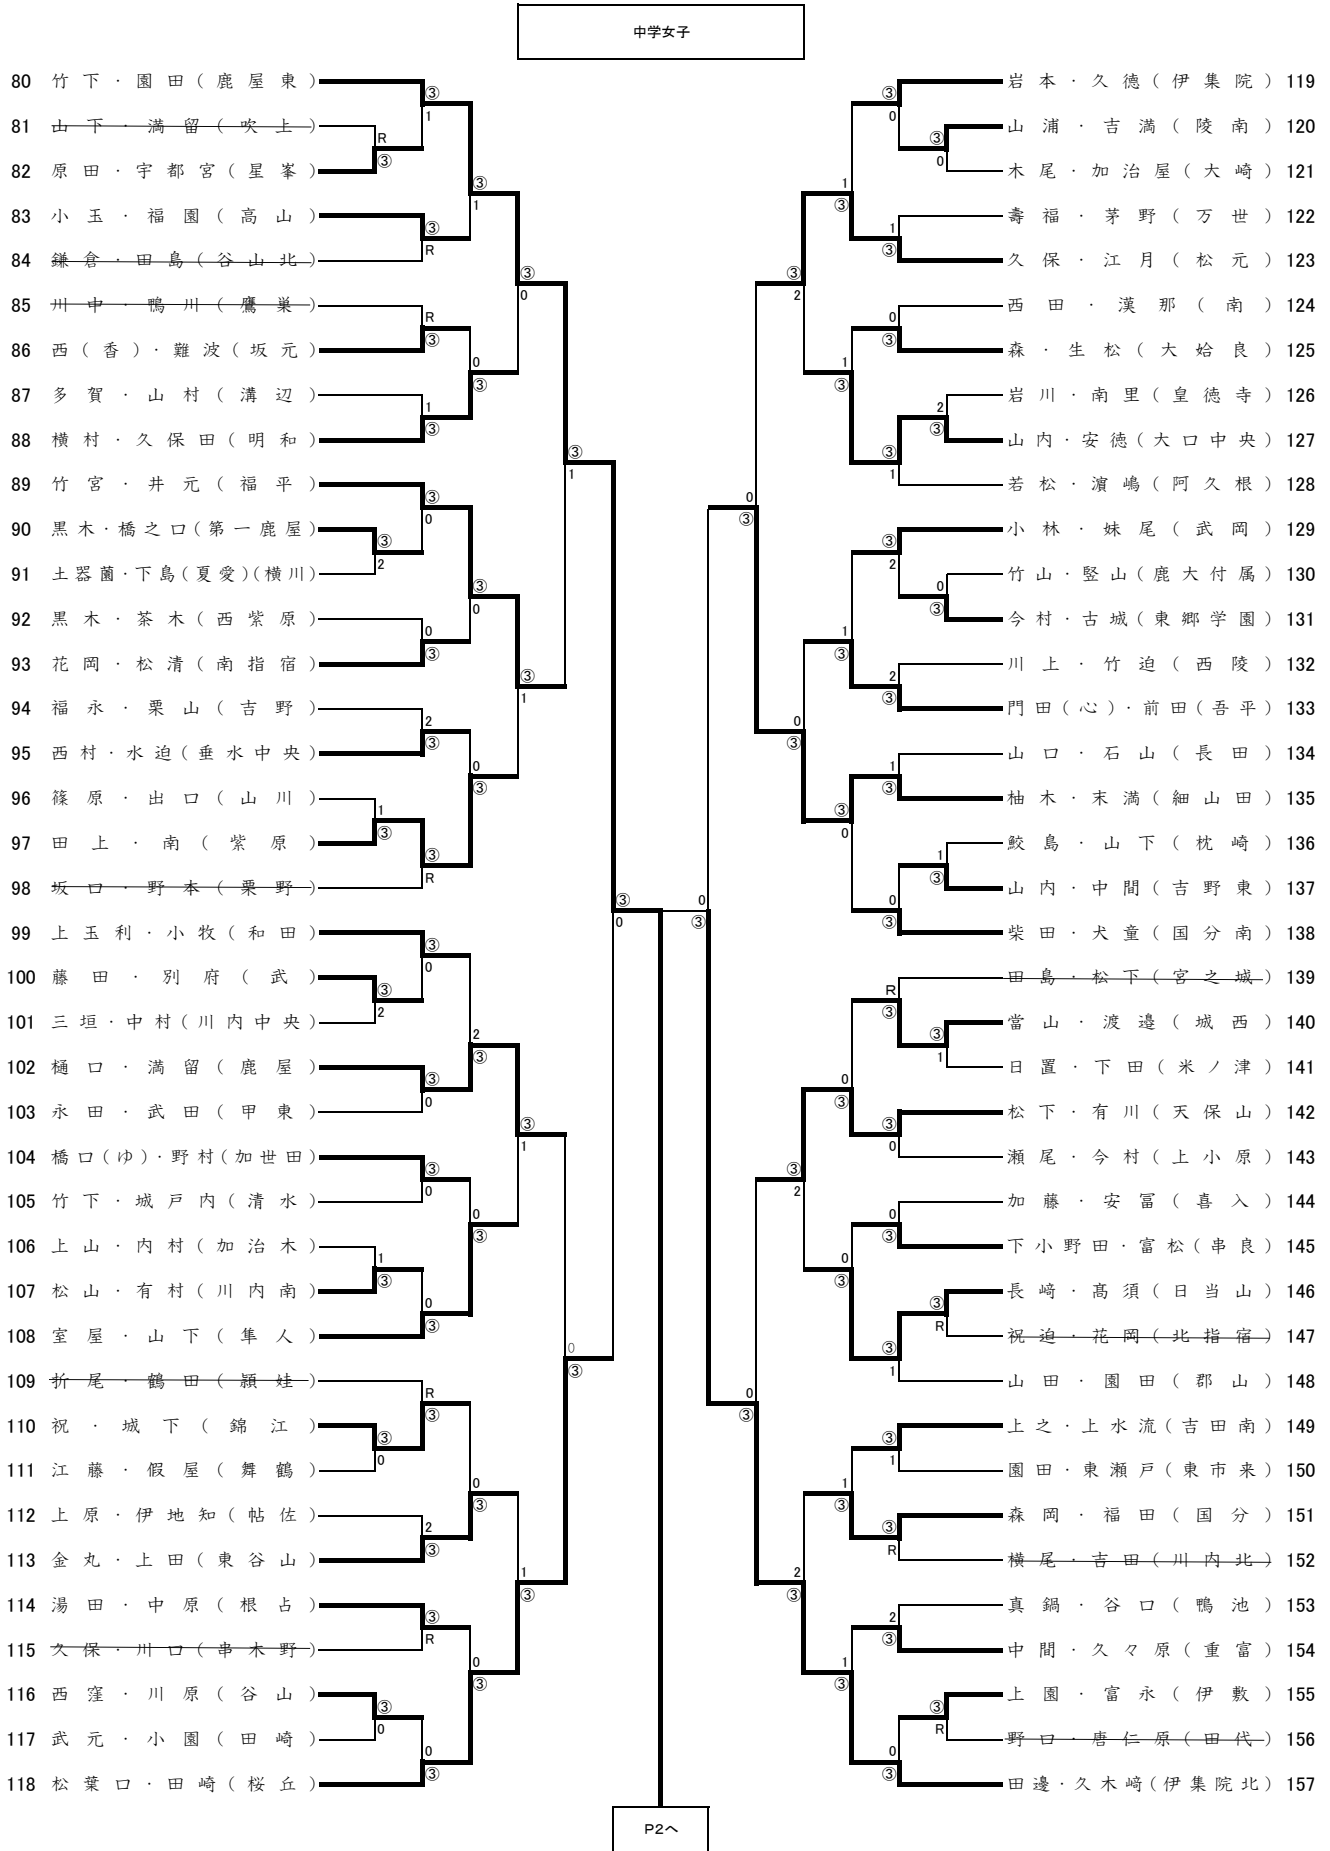 中学女子
80 竹下・園田(鹿屋東)
81 山下・満留(吹上)
82 原田・宇都宮(星峯)
83 小玉・福園(高山)
84 鎌倉・田島(谷山北)
85 川中・鴨川(鷹巣)
86 西(香)・難波(坂元)
87 多賀・山村(溝辺)
88 横村・久保田(明和)
89 竹宮・井元(福平)
90 黒木・橋之口(第一鹿屋)
91 土器薗・下島(夏愛)(横川)
92 黒木・茶木(西紫原)
93 花岡・松清(南指宿)
94 福永・栗山(吉野)
95 西村・水迫(垂水中央)
96 篠原・出口(山川)
97 田上・南(紫原)
98 坂口・野本(栗野)
99 上玉利・小牧(和田)
100 藤田・別府(武)
101 三垣・中村(川内中央)
102 樋口・満留(鹿屋)
103 永田・武田(甲東)
104 橋口(ゆ)・野村(加世田)
105 竹下・城戸内(清水)
106 上山・内村(加治木)
107 松山・有村(川内南)
108 室屋・山下(隼人)
109 折尾・鶴田(頴娃)
110 祝・城下(錦江)
111 江藤・假屋(舞鶴)
112 上原・伊地知(帖佐)
113 金丸・上田(東谷山)
114 湯田・中原(根占)
115 久保・川口(串木野)
116 西窪・川原(谷山)
117 武元・小園(田崎)
118 松葉口・田崎(桜丘)
岩本・久徳(伊集院) 119
山浦・吉満(陵南) 120
木尾・加治屋(大崎) 121
壽福・茅野(万世) 122
久保・江月(松元) 123
西田・漢那(南) 124
森・生松(大姶良) 125
岩川・南里(皇徳寺) 126
山内・安徳(大口中央) 127
若松・濵嶋(阿久根) 128
小林・妹尾(武岡) 129
竹山・竪山(鹿大付属) 130
今村・古城(東郷学園) 131
川上・竹迫(西陵) 132
門田(心)・前田(吾平) 133
山口・石山(長田) 134
柚木・末満(細山田) 135
鮫島・山下(枕崎) 136
山内・中間(吉野東) 137
柴田・犬童(国分南) 138
田島・松下(宮之城) 139
當山・渡邉(城西) 140
日置・下田(米ノ津) 141
松下・有川(天保山) 142
瀬尾・今村(上小原) 143
加藤・安冨(喜入) 144
下小野田・富松(串良) 145
長﨑・髙須(日当山) 146
祝迫・花岡(北指宿) 147
山田・園田(郡山) 148
上之・上水流(吉田南) 149
園田・東瀬戸(東市来) 150
森岡・福田(国分) 151
横尾・吉田(川内北) 152
真鍋・谷口(鴨池) 153
中間・久々原(重富) 154
上園・富永(伊敷) 155
野口・唐仁原(田代) 156
田邊・久木﨑(伊集院北) 157
P2へ